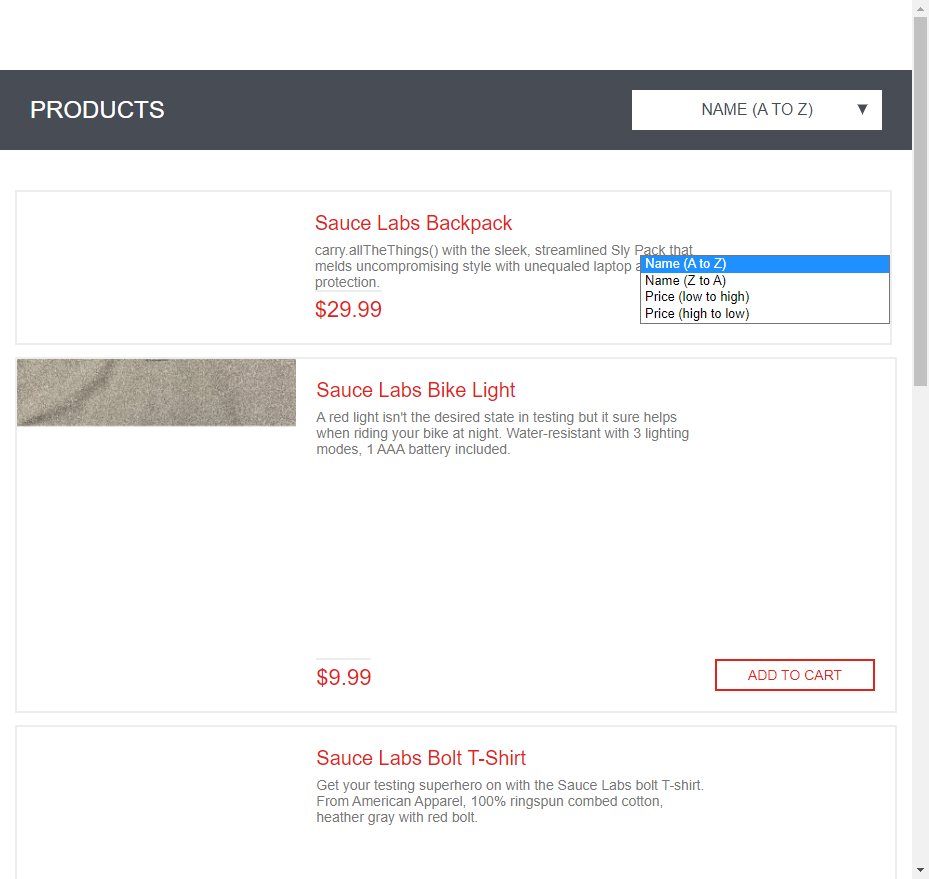 PRODUCTS
NAME (A TO Z) ▼
Sauce Labs Backpack
carry.allTheThings() with the sleek, streamlined Sly Pack that
melds uncompromising style with unequaled laptop
protection.
$29.99
Name (A to Z)
Name (Z to A)
Price (low to high)
Price (high to low)
Sauce Labs Bike Light
A red light isn't the desired state in testing but it sure helps
when riding your bike at night. Water-resistant with 3 lighting
modes, 1 AAA battery included.
$9.99
ADD TO CART
Sauce Labs Bolt T-Shirt
Get your testing superhero on with the Sauce Labs bolt T-shirt.
From American Apparel, 100% ringspun combed cotton,
heather gray with red bolt.